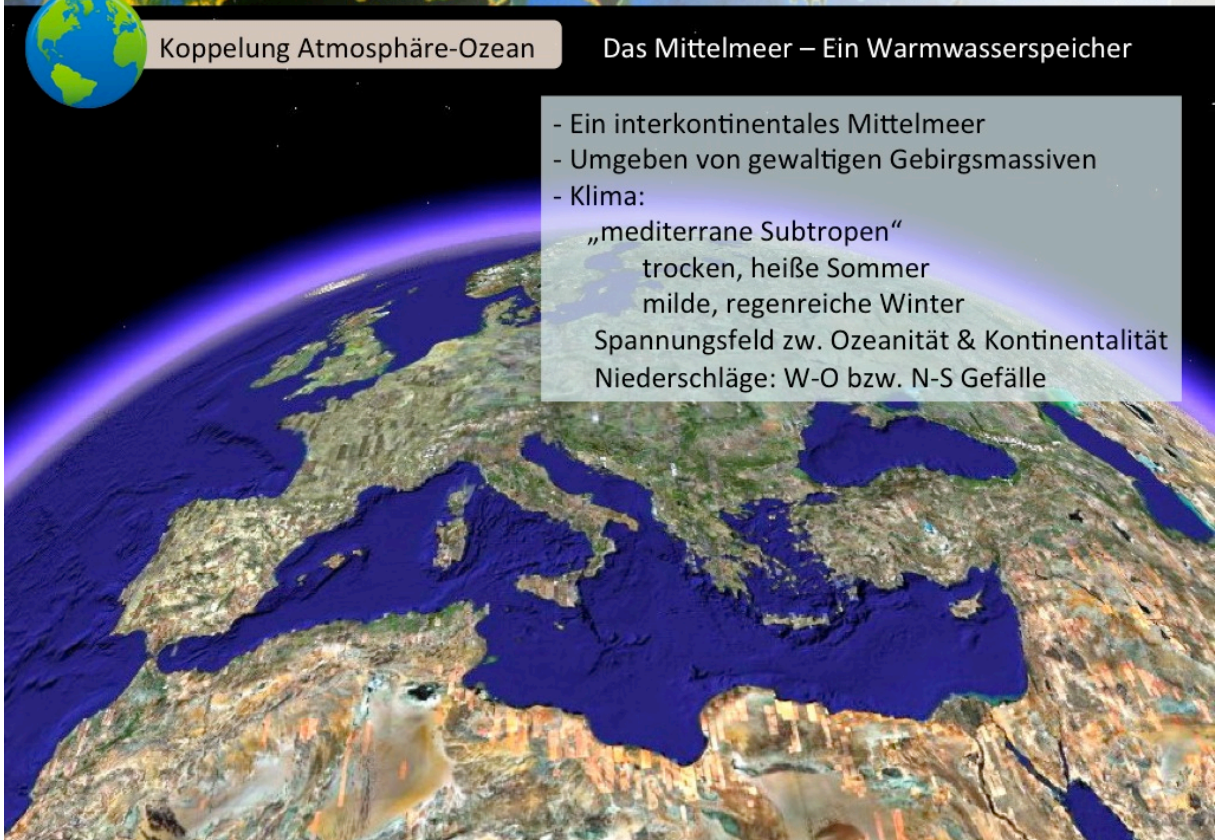 Koppelung Atmosphäre-Ozean
Das Mittelmeer – Ein Warmwasserspeicher
- Ein interkontinentales Mittelmeer
- Umgeben von gewaltigen Gebirgsmassiven
- Klima:
„mediterrane Subtropen“
trocken, heiße Sommer
milde, regenreiche Winter
Spannungsfeld zw. Ozeanität & Kontinentalität
Niederschläge: W-O bzw. N-S Gefälle